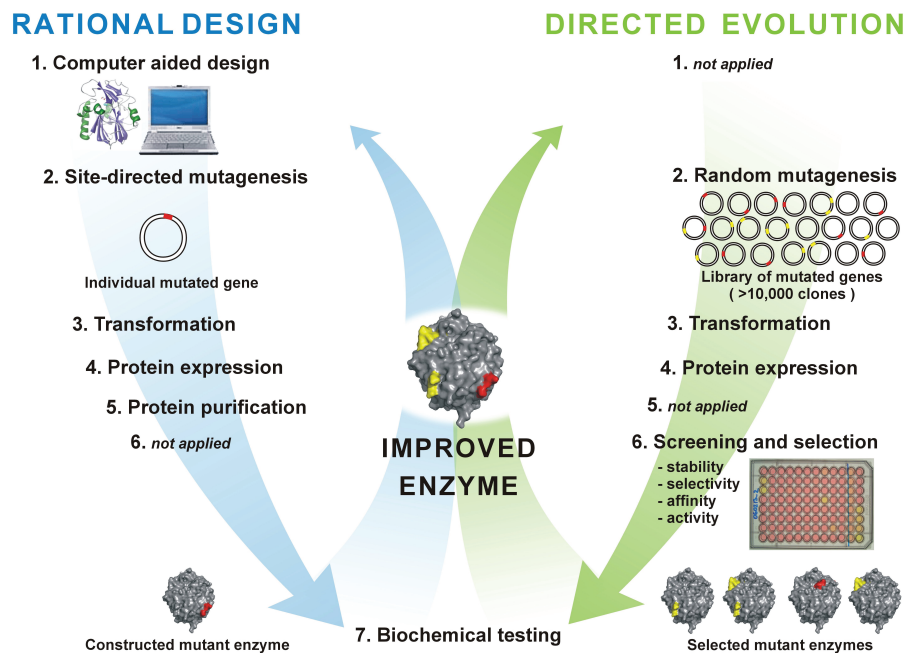 RATIONAL DESIGN
1. Computer aided design
2. Site-directed mutagenesis
Individual mutated gene
3. Transformation
4. Protein expression
5. Protein purification
6. not applied
Constructed mutant enzyme
IMPROVED
ENZYME
7. Biochemical testing
DIRECTED EVOLUTION
1. not applied
2. Random mutagenesis
Library of mutated genes
( >10,000 clones )
3. Transformation
4. Protein expression
5. not applied
6. Screening and selection
- stability
- selectivity
- affinity
- activity
Selected mutant enzymes